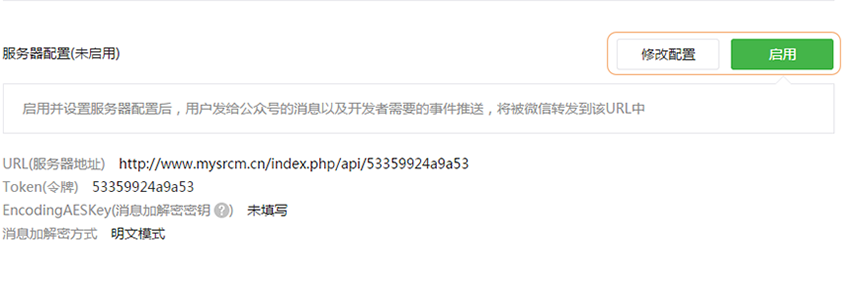 服务器配置(未启用)
修改配置
启用
启用并设置服务器配置后，用户发给公众号的消息以及开发者需要的事件推送，将被微信转发到该URL中
URL(服务器地址) http://www.mysrcm.cn/index.php/api/53359924a9a53
Token(令牌) 53359924a9a53
EncodingAESKey(消息加解密密钥 ?) 未填写
消息加解密方式 明文模式